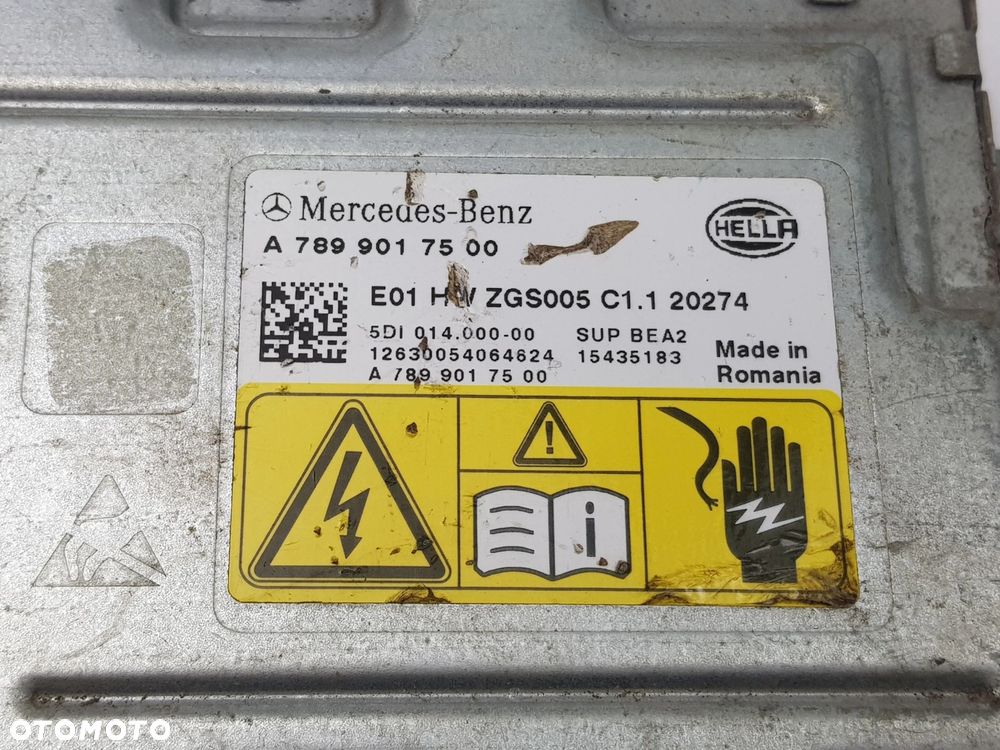 Mercedes-Benz
A 789 901 75 00
HELLA
E01 HW ZGS005 C1.1 20274
5DI 014.000-00 SUP BEA2
12630054064624 15435183
A 789 901 75 00
Made in
Romania
i
OTOMOTO